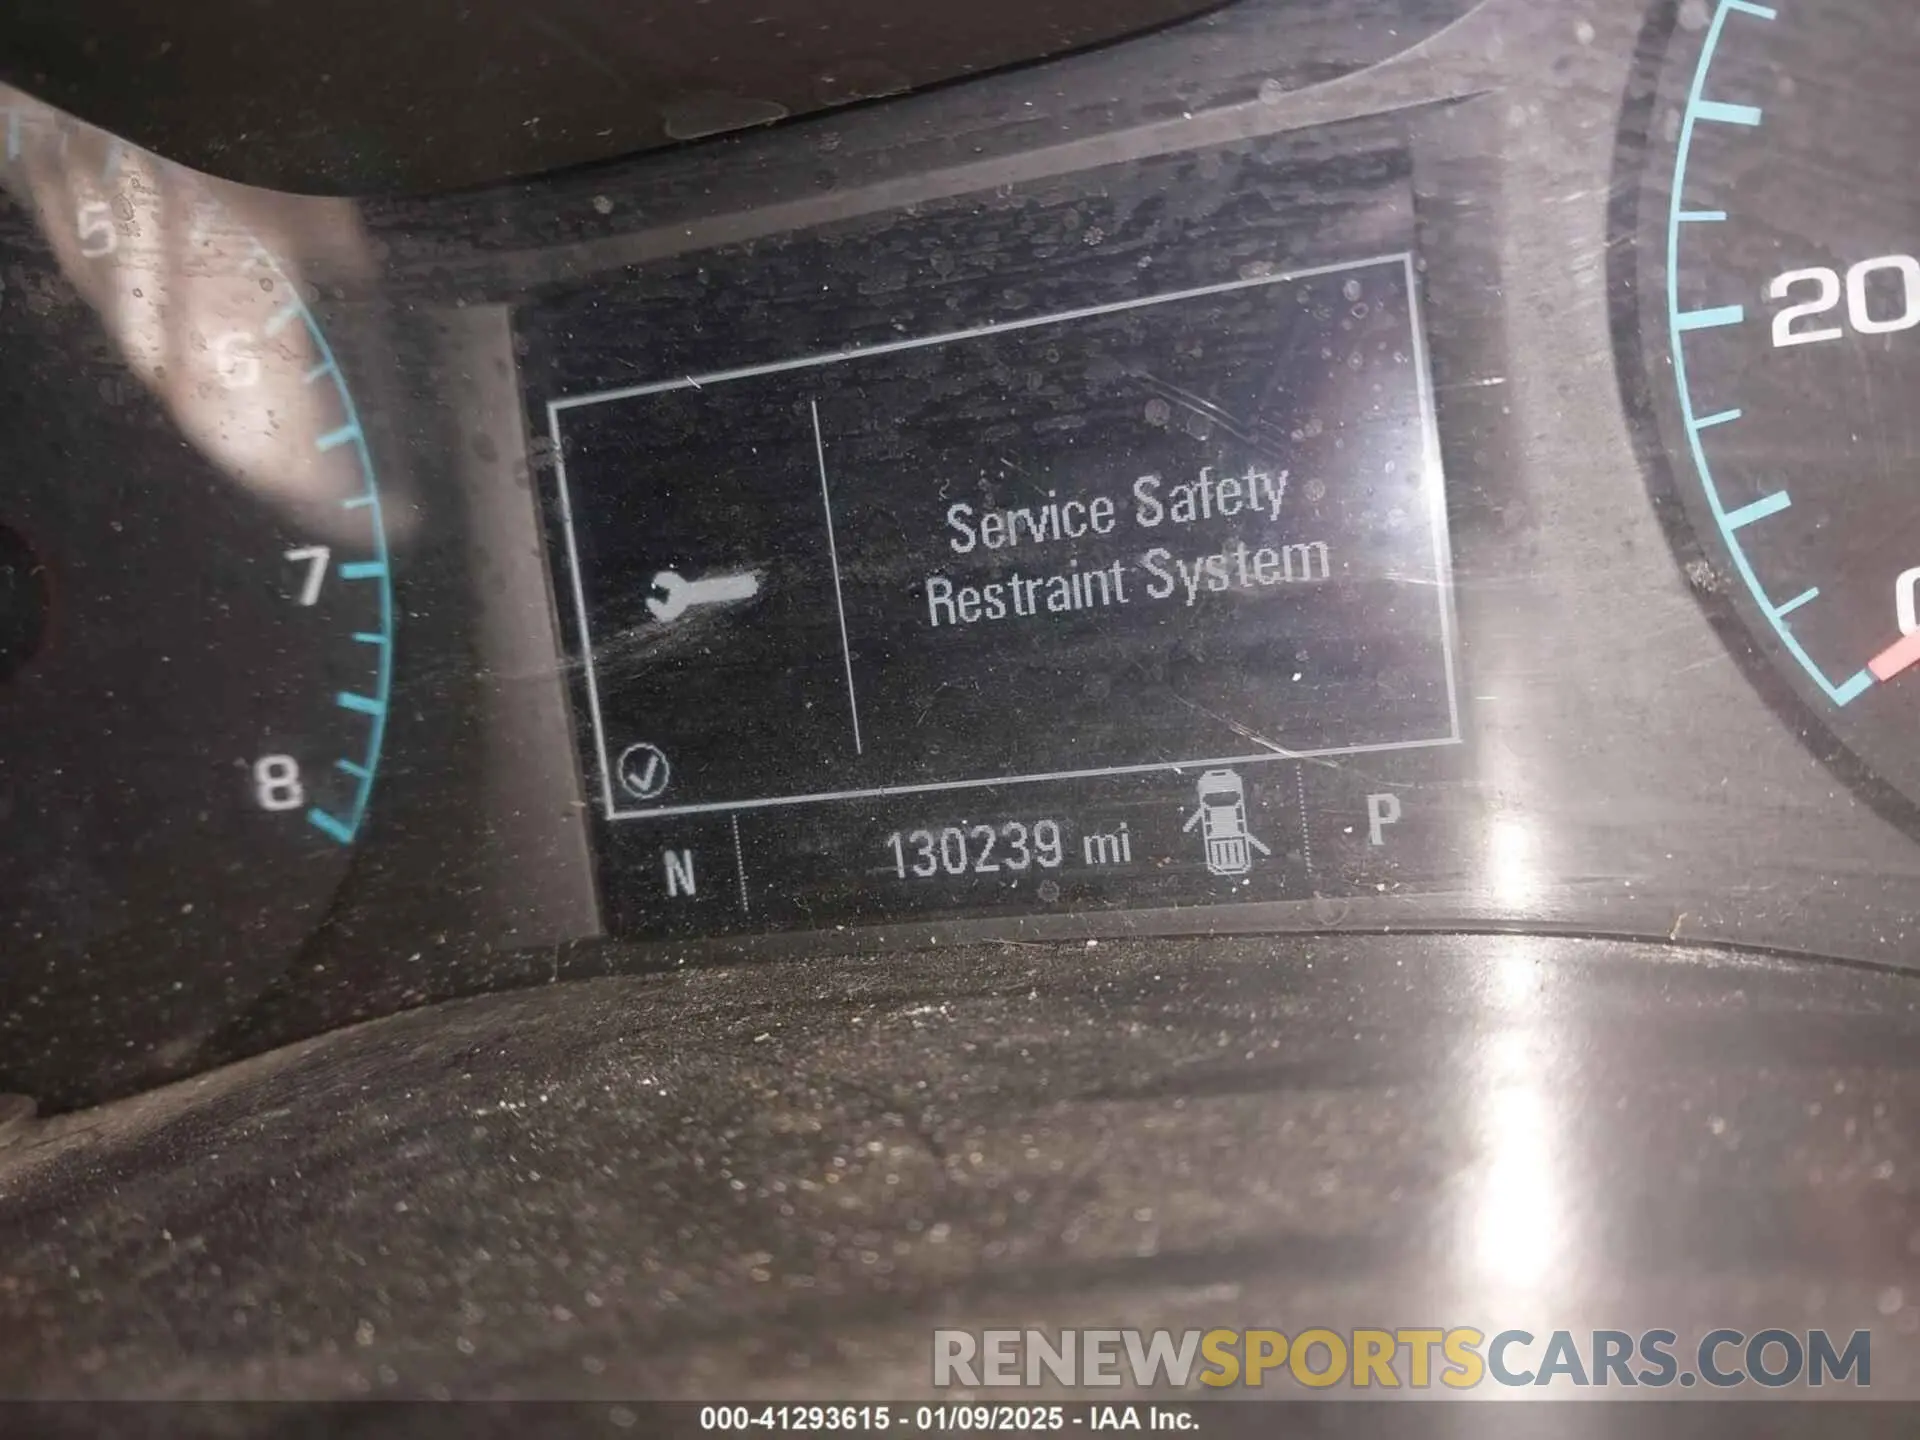 5
6
7
8
20
0
Service Safety
Restraint System
N
130239 mi
P
RENEWSPORTSCARS.COM
000-41293615 - 01/09/2025 - IAA Inc.